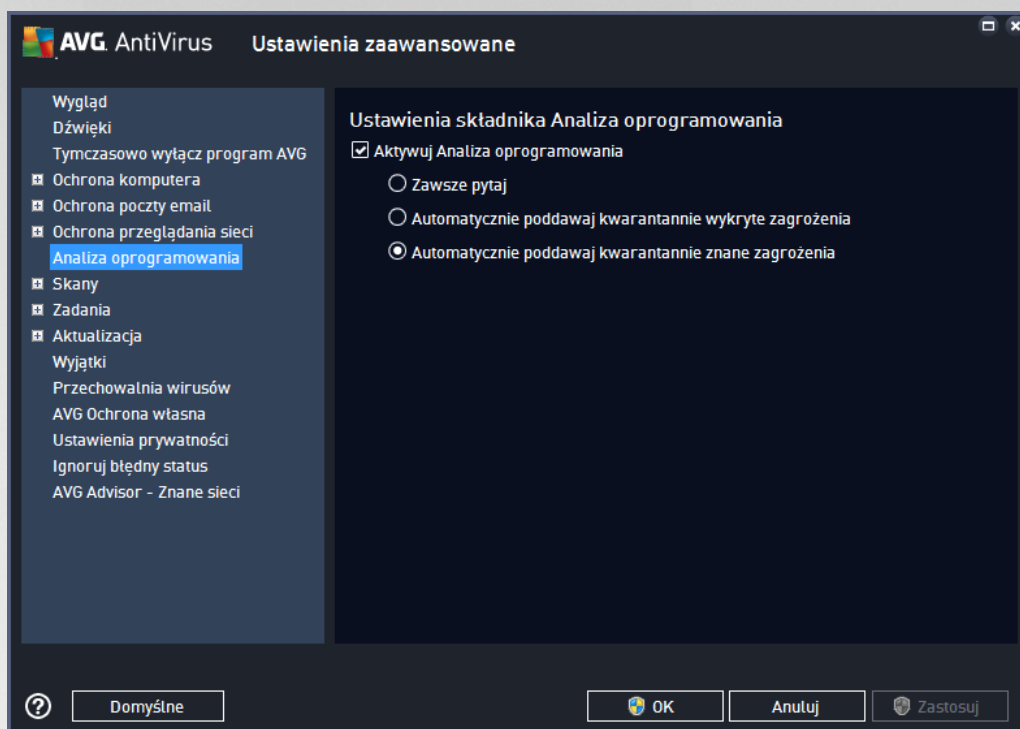 AVG. AntiVirus
Ustawienia zaawansowane
Wygląd
Dźwięki
Tymczasowo wyłącz program AVG
Ochrona komputera
Ochrona poczty email
Ochrona przeglądania sieci
Analiza oprogramowania
Skany
Zadania
Aktualizacja
Wyjątki
Przechowalnia wirusów
AVG Ochrona własna
Ustawienia prywatności
Ignoruj błędny status
AVG Advisor - Znane sieci
Ustawienia składnika Analiza oprogramowania
Aktywuj Analiza oprogramowania
Zawsze pytaj
Automatycznie poddawaj kwarantannie wykryte zagrożenia
Automatycznie poddawaj kwarantannie znane zagrożenia
Domyślne
OK
Anuluj
Zastosuj